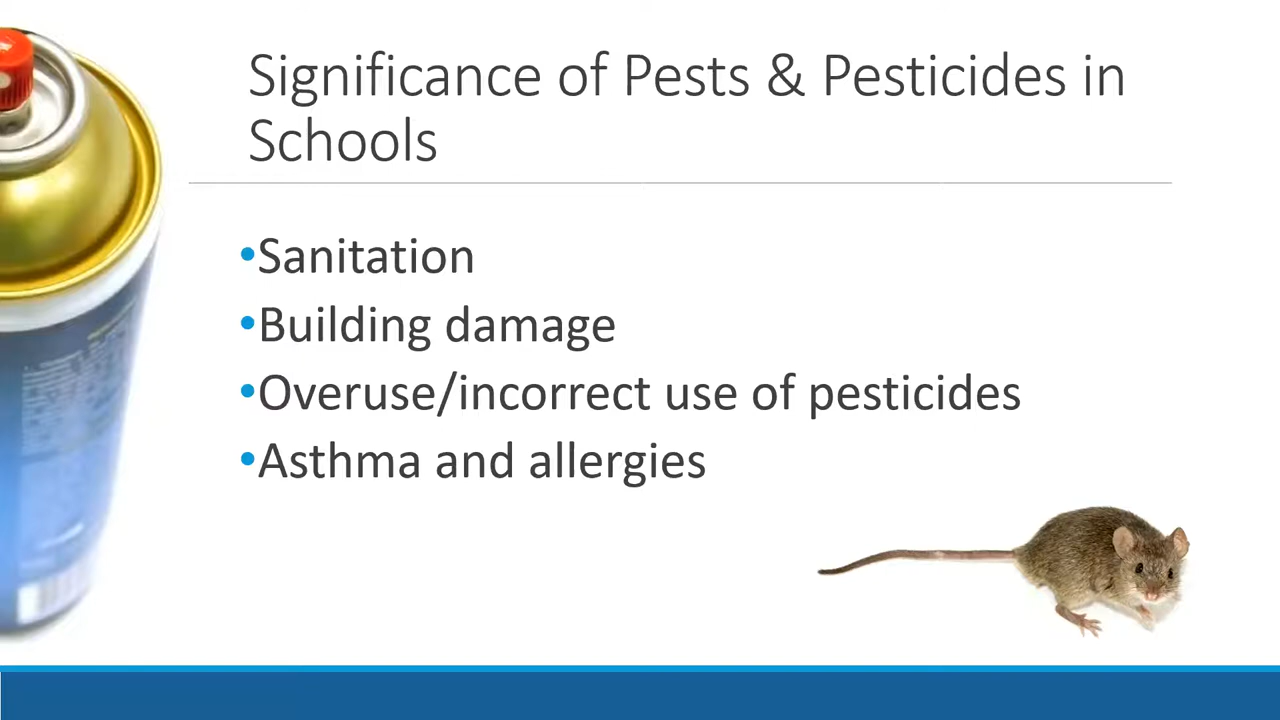 Significance of Pests & Pesticides in
Schools
•Sanitation
•Building damage
•Overuse/incorrect use of pesticides
•Asthma and allergies